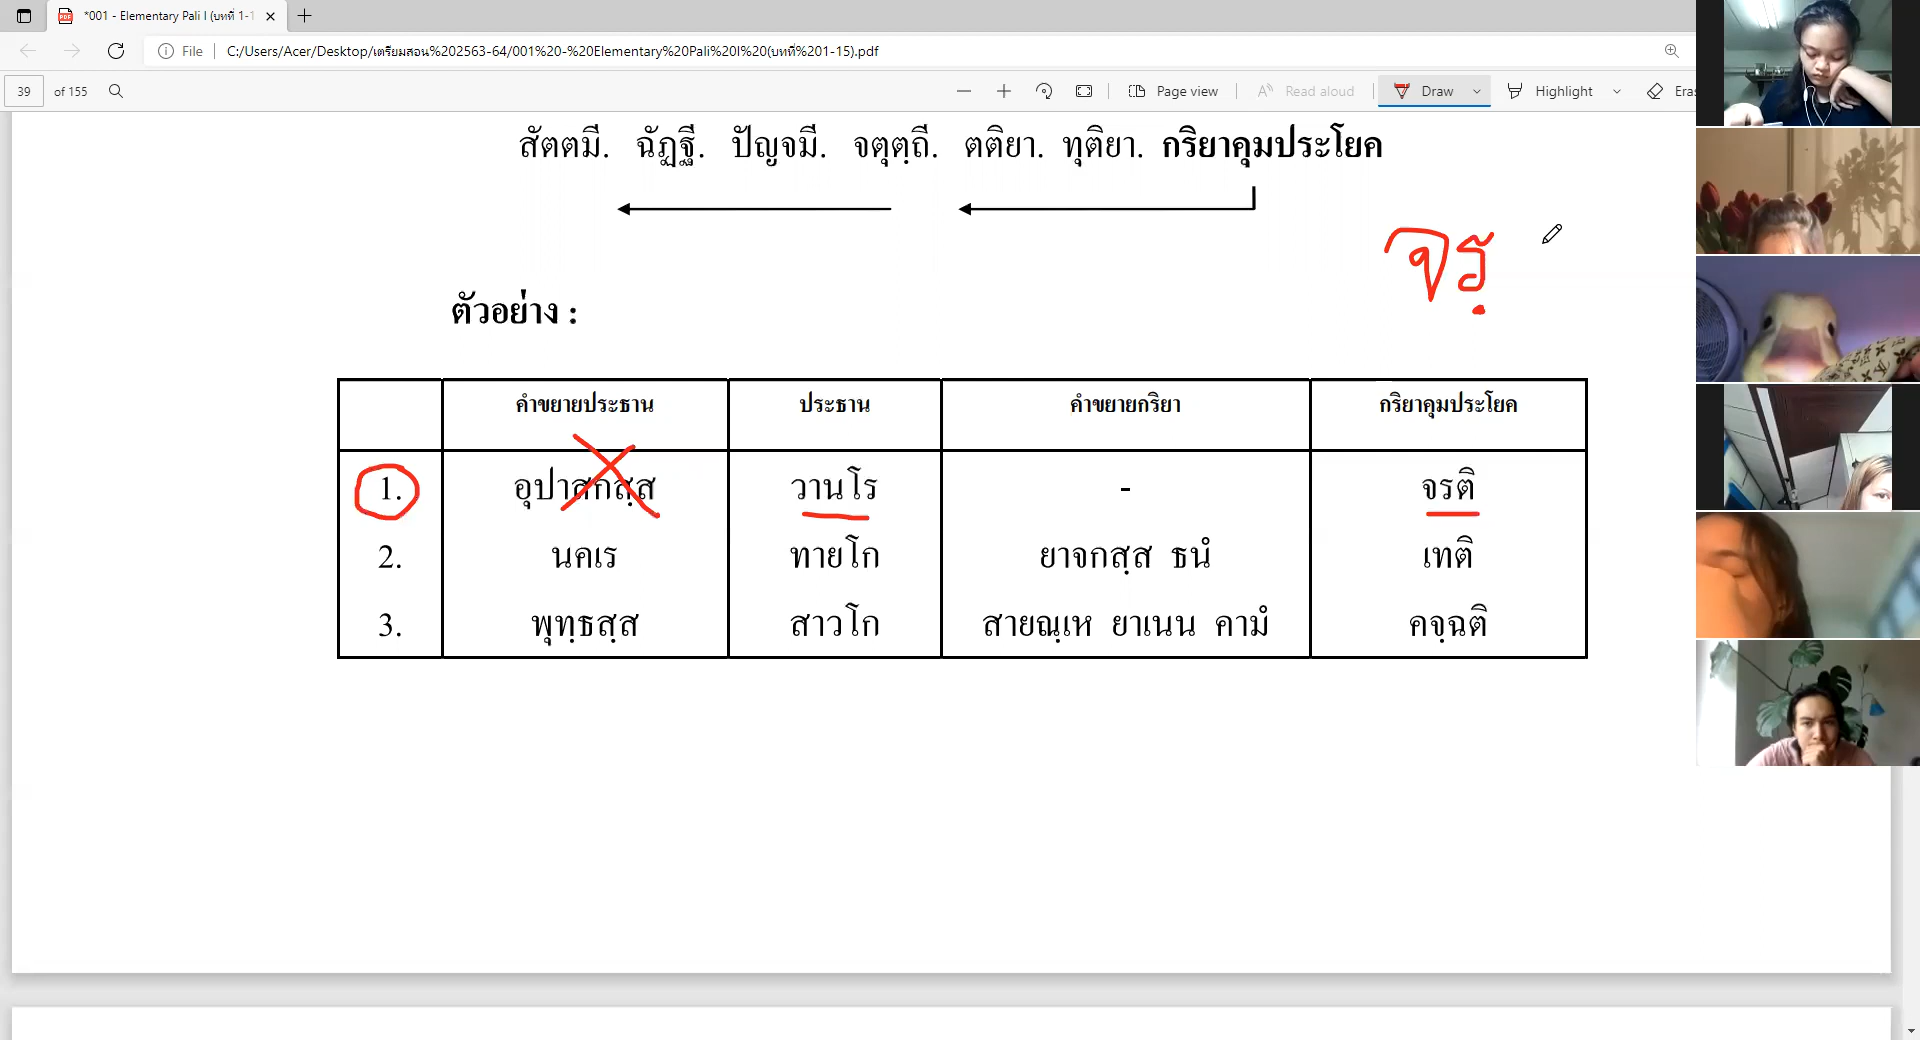 *001 - Elementary Pali I (บทที่ 1-1
File C:/Users/Acer/Desktop/เตรียมสอน%202563-64/001%20-%20Elementary%20Pali%20I%20(บทที่%201-15).pdf
39 of 155 Page view Read aloud Draw Highlight Eras
สัตตมี. ฉัฏฐี. ปัญจมี. จตุตฺถี. ตติยา. ทุติยา. กริยาคุมประโยค
จรฺ
ตัวอย่าง :
คำขยายประธาน ประธาน คำขยายกริยา กริยาคุมประโยค
1. อุปาสกสฺส วานโร - จรติ
2. นคเร ทายโก ยาจกสฺส ธนํ เทติ
3. พุทฺธสฺส สาวโก สายณฺเห ยาเนน คามํ คจฺฉติ